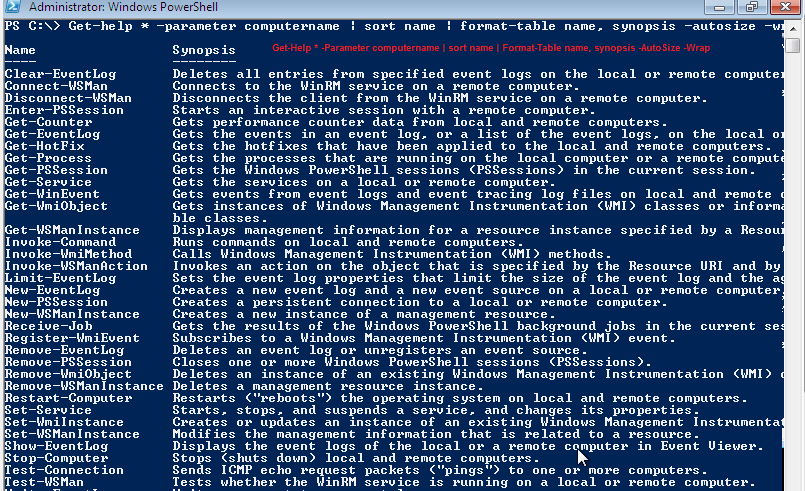 Administrator: Windows PowerShell
PS C:\> Get-help * -parameter computername | sort name | format-table name, synopsis -autosize -wr
Get-Help * -Parameter computername | sort name | Format-Table name, synopsis -AutoSize -Wrap
Name Synopsis
---- --------
Clear-EventLog Deletes all entries from specified event logs on the local or remote computer
Connect-WSMan Connects to the WinRM service on a remote computer.
Disconnect-WSMan Disconnects the client from the WinRM service on a remote computer.
Enter-PSSession Starts an interactive session with a remote computer.
Get-Counter Gets performance counter data from local and remote computers.
Get-EventLog Gets the events in an event log, or a list of the event logs, on the local or
Get-HotFix Gets the hotfixes that have been applied to the local and remote computers.
Get-Process Gets the processes that are running on the local computer or a remote compute
Get-PSSession Gets the Windows PowerShell sessions (PSSessions) in the current session.
Get-Service Gets the services on a local or remote computer.
Get-WinEvent Gets events from event logs and event tracing log files on local and remote c
Get-WmiObject Gets instances of Windows Management Instrumentation (WMI) classes or informa
ble classes.
Get-WSManInstance Displays management information for a resource instance specified by a Resour
Invoke-Command Runs commands on local and remote computers.
Invoke-WmiMethod Calls Windows Management Instrumentation (WMI) methods.
Invoke-WSManAction Invokes an action on the object that is specified by the Resource URI and by
Limit-EventLog Sets the event log properties that limit the size of the event log and the ag
New-EventLog Creates a new event log and a new event source on a local or remote computer.
New-PSSession Creates a persistent connection to a local or remote computer.
New-WSManInstance Creates a new instance of a management resource.
Receive-Job Gets the results of the Windows PowerShell background jobs in the current ses
Register-WmiEvent Subscribes to a Windows Management Instrumentation (WMI) event.
Remove-EventLog Deletes an event log or unregisters an event source.
Remove-PSSession Closes one or more Windows PowerShell sessions (PSSessions).
Remove-WmiObject Deletes an instance of an existing Windows Management Instrumentation (WMI) c
Remove-WSManInstance Deletes a management resource instance.
Restart-Computer Restarts ("reboots") the operating system on local and remote computers.
Set-Service Starts, stops, and suspends a service, and changes its properties.
Set-WmiInstance Creates or updates an instance of an existing Windows Management Instrumentat
Set-WSManInstance Modifies the management information that is related to a resource.
Show-EventLog Displays the event logs of the local or a remote computer in Event Viewer.
Stop-Computer Stops (shuts down) local and remote computers.
Test-Connection Sends ICMP echo request packets ("pings") to one or more computers.
Test-WSMan Tests whether the WinRM service is running on a local or remote computer.